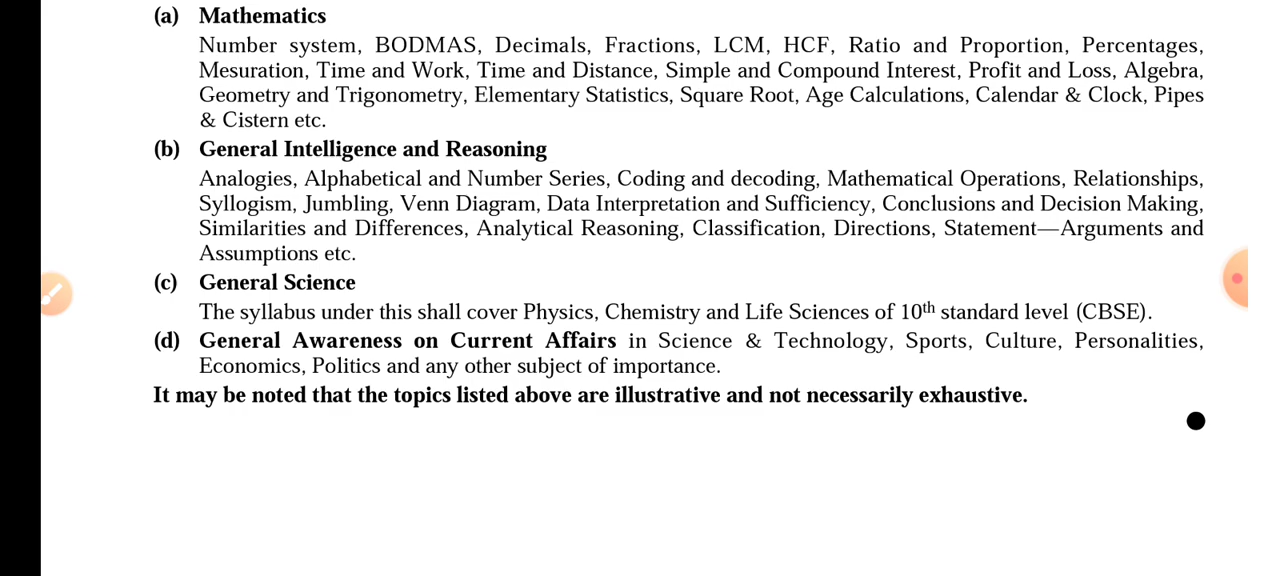 (a) Mathematics
Number system, BODMAS, Decimals, Fractions, LCM, HCF, Ratio and Proportion, Percentages,
Mesuration, Time and Work, Time and Distance, Simple and Compound Interest, Profit and Loss, Algebra,
Geometry and Trigonometry, Elementary Statistics, Square Root, Age Calculations, Calendar & Clock, Pipes
& Cistern etc.
(b) General Intelligence and Reasoning
Analogies, Alphabetical and Number Series, Coding and decoding, Mathematical Operations, Relationships,
Syllogism, Jumbling, Venn Diagram, Data Interpretation and Sufficiency, Conclusions and Decision Making,
Similarities and Differences, Analytical Reasoning, Classification, Directions, Statement—Arguments and
Assumptions etc.
(c) General Science
The syllabus under this shall cover Physics, Chemistry and Life Sciences of 10th standard level (CBSE).
(d) General Awareness on Current Affairs in Science & Technology, Sports, Culture, Personalities,
Economics, Politics and any other subject of importance.
It may be noted that the topics listed above are illustrative and not necessarily exhaustive.